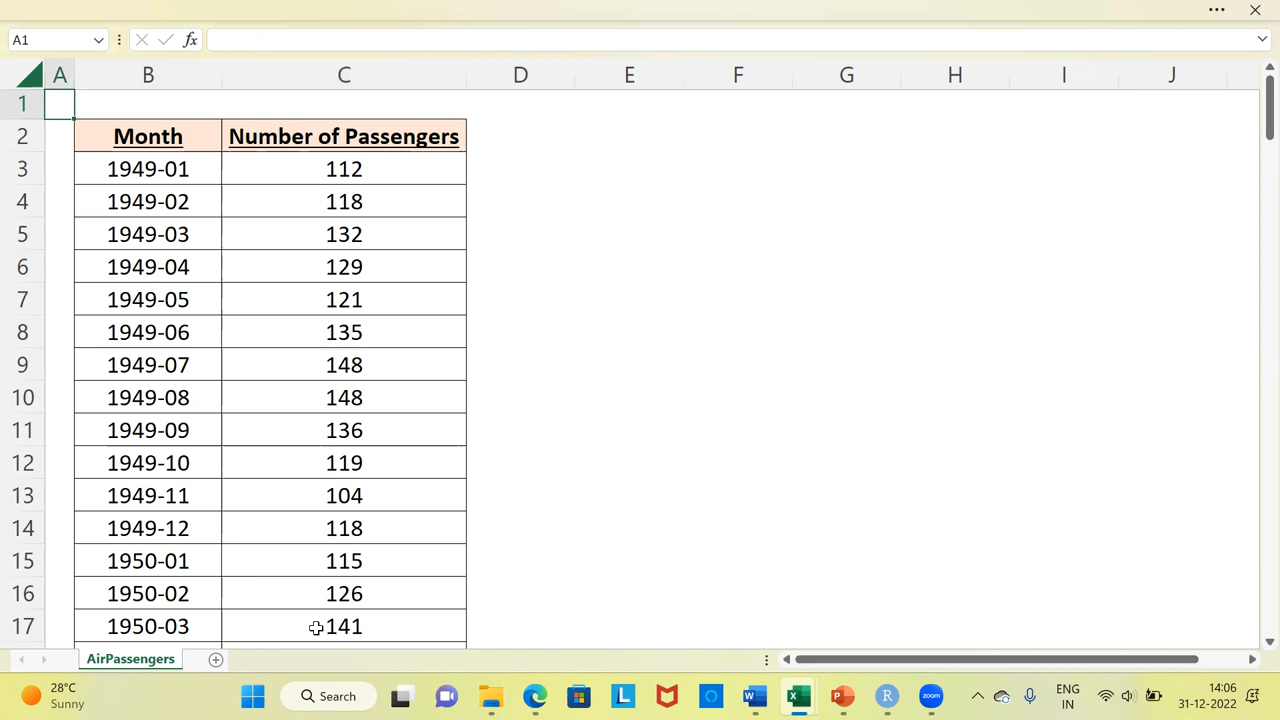 A1 fx
A B C D E F G H I J
1
2 Month Number of Passengers
3 1949-01 112
4 1949-02 118
5 1949-03 132
6 1949-04 129
7 1949-05 121
8 1949-06 135
9 1949-07 148
10 1949-08 148
11 1949-09 136
12 1949-10 119
13 1949-11 104
14 1949-12 118
15 1950-01 115
16 1950-02 126
17 1950-03 141
AirPassengers
28°C Search L W X P R zoom ENG 14:06
Sunny IN 31-12-2022